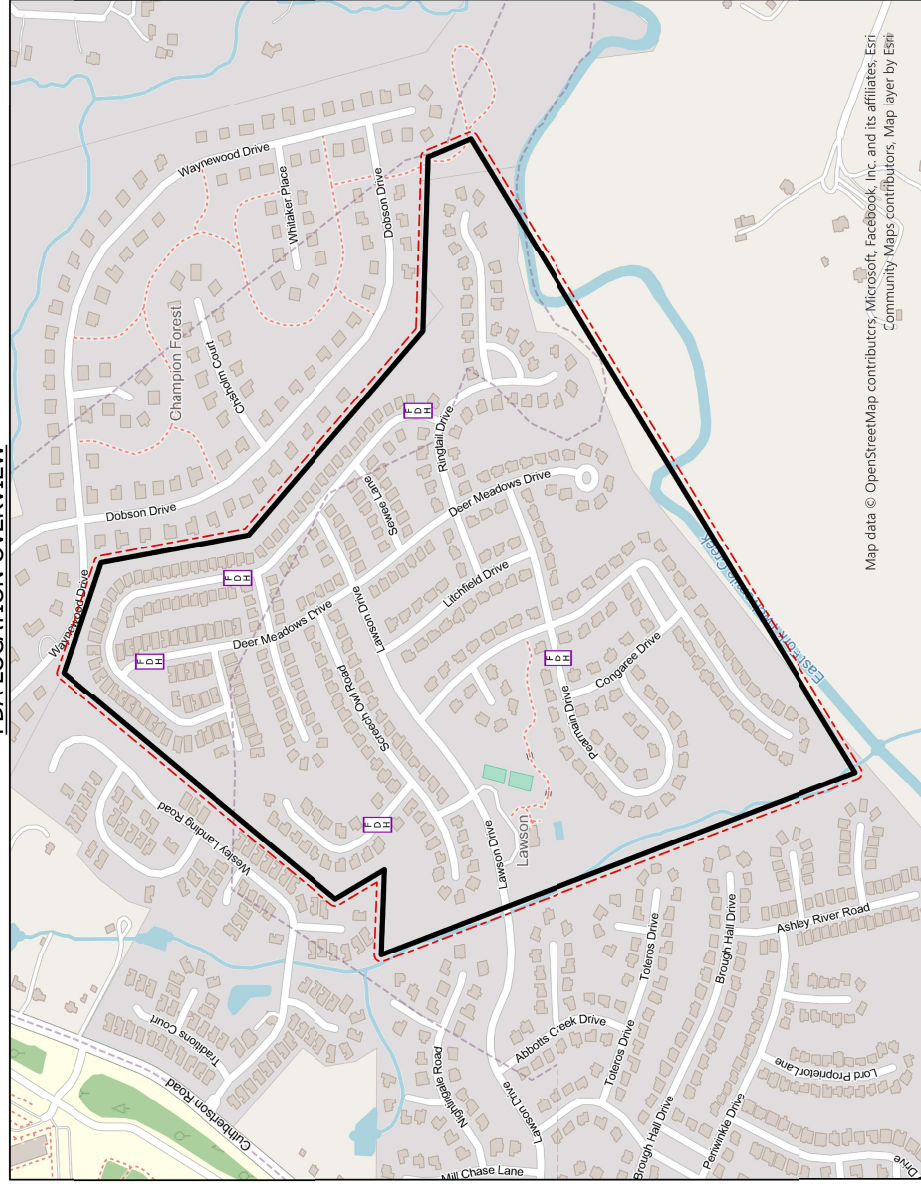 LOCATION OVERVIEW
Waynewood Drive
Waynewood Drive
Whitaker Place
Dobson Drive
Champion Forest
Chisholm Court
Dobson Drive
FDH
FDH
FDH
FDH
FDH
Ringtail Drive
Sewee Lane
Deer Meadows Drive
Deer Meadows Drive
Lawson Drive
Litchfield Drive
Screech Owl Road
Wesley Landing Road
Congaree Drive
Pearmain Drive
Lawson Drive
Lawson
Traditions Court
Cuthbertson Road
Nightingale Road
Abbotts Creek Drive
Toteros Drive
Toteros Drive
Brough Hall Drive
Brough Hall Drive
Ashley River Road
Lord Proprietor Lane
Periwinkle Drive
Lawson Drive
Mill Chase Lane
Drive
East
Creek
Map data © OpenStreetMap contributors, Microsoft, Facebook, Inc. and its affiliates, Esri
Community Maps contributors, Map layer by Esri